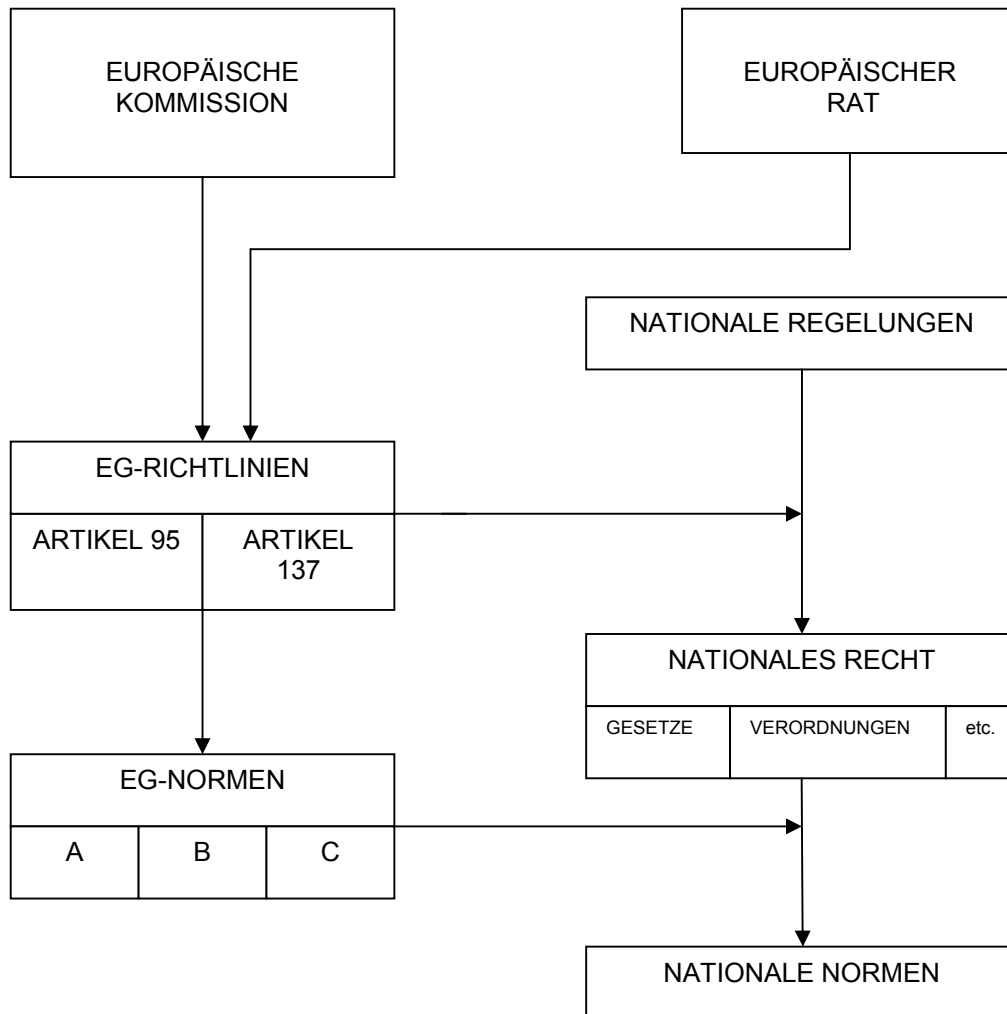 EUROPÄISCHE
KOMMISSION
EUROPÄISCHER
RAT
NATIONALE REGELUNGEN
EG-RICHTLINIEN
ARTIKEL 95
ARTIKEL
137
NATIONALES RECHT
GESETZE
VERORDNUNGEN
etc.
EG-NORMEN
A
B
C
NATIONALE NORMEN